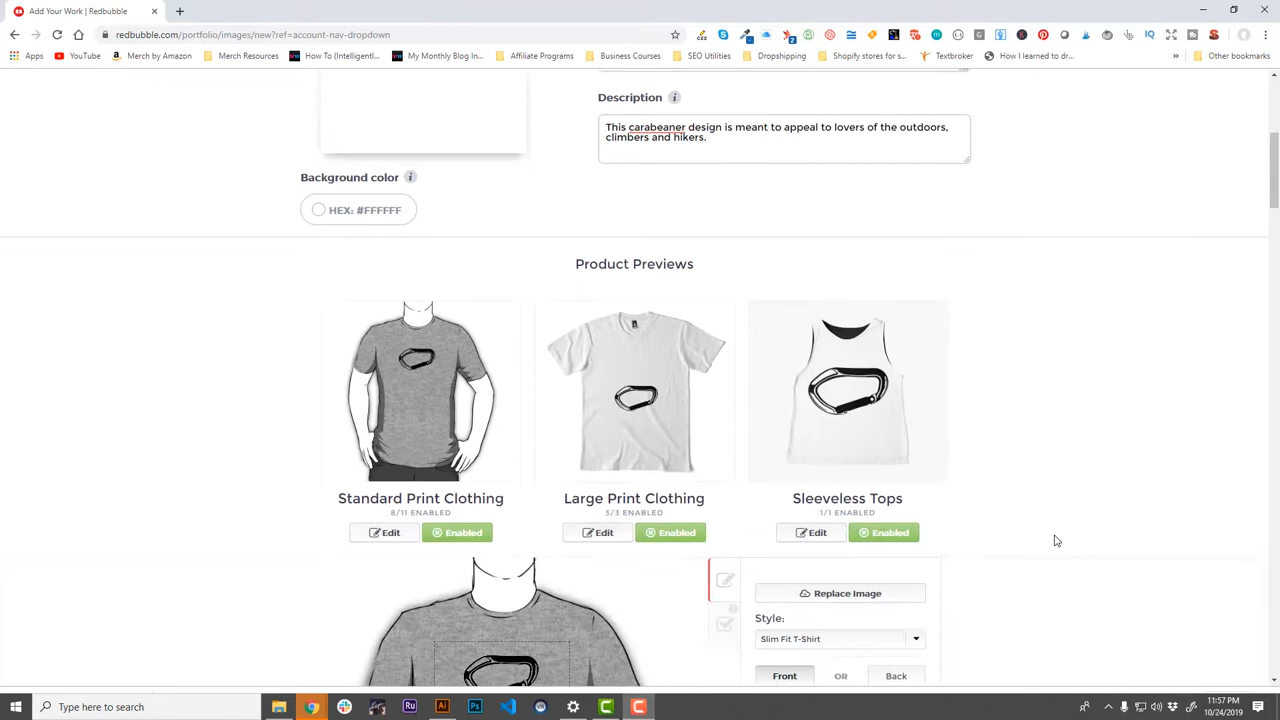 Add Your Work | Redbubble
redbubble.com/portfolio/images/new?ref=account-nav-dropdown
Apps
YouTube
Merch by Amazon
Merch Resources
How To (Intelligentl...
My Monthly Blog In...
Affiliate Programs
Business Courses
SEO Utilities
Dropshipping
Shopify stores for s...
Textbroker
How I learned to dr...
»
Other bookmarks
Description
This carabeaner design is meant to appeal to lovers of the outdoors,
climbers and hikers.
Background color
HEX: #FFFFFF
Product Previews
Standard Print Clothing
8/11 ENABLED
Edit
Enabled
Large Print Clothing
3/3 ENABLED
Edit
Enabled
Sleeveless Tops
1/1 ENABLED
Edit
Enabled
Replace Image
Style:
Slim Fit T-Shirt
Front
OR
Back
Type here to search
11:57 PM
10/24/2019